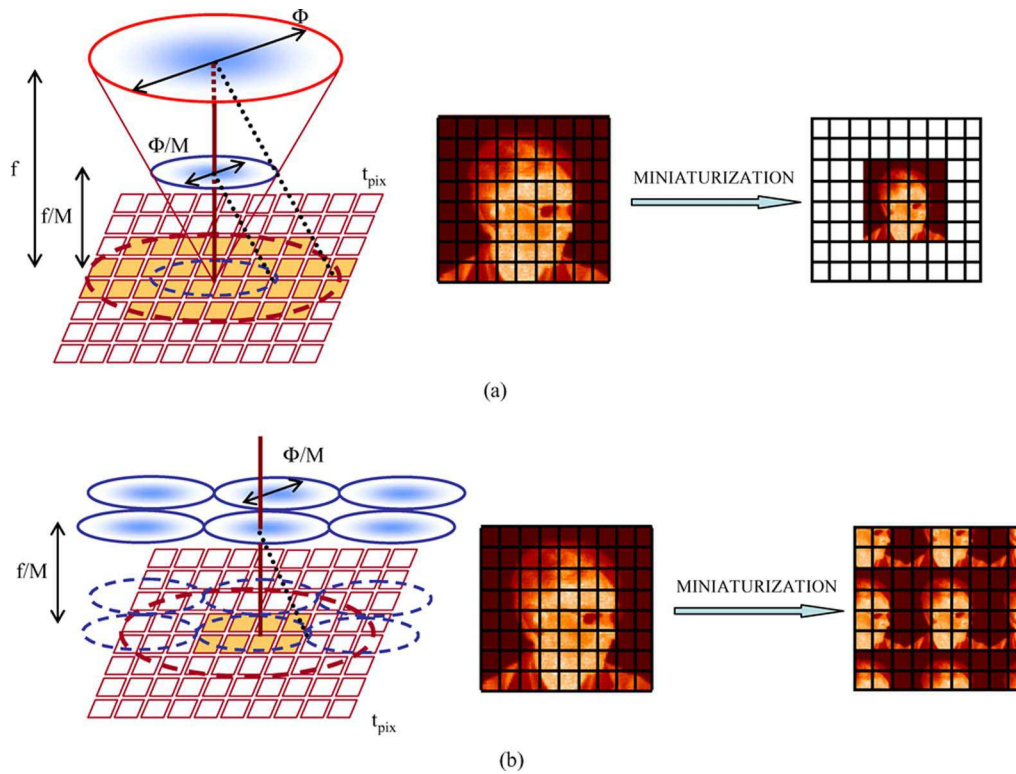 Φ
f
Φ/M
f/M
t_pix
MINIATURIZATION
(a)
Φ/M
f/M
MINIATURIZATION
t_pix
(b)